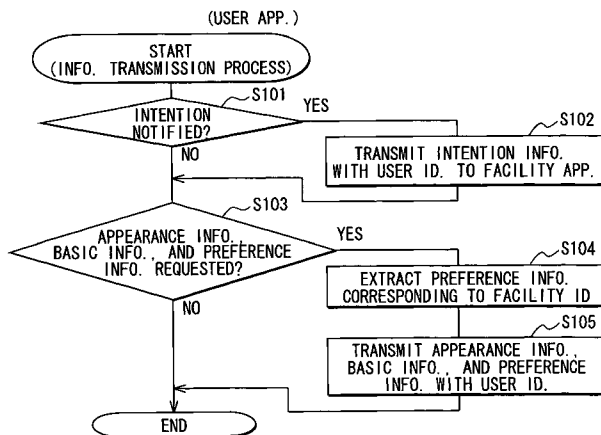 (USER APP.)
START
(INFO. TRANSMISSION PROCESS)
S101
INTENTION
NOTIFIED?
YES
NO
S102
TRANSMIT INTENTION INFO.
WITH USER ID. TO FACILITY APP.
S103
APPEARANCE INFO.,
BASIC INFO., AND PREFERENCE
INFO. REQUESTED?
YES
NO
S104
EXTRACT PREFERENCE INFO.
CORRESPONDING TO FACILITY ID
S105
TRANSMIT APPEARANCE INFO.,
BASIC INFO., AND PREFERENCE
INFO. WITH USER ID.
END